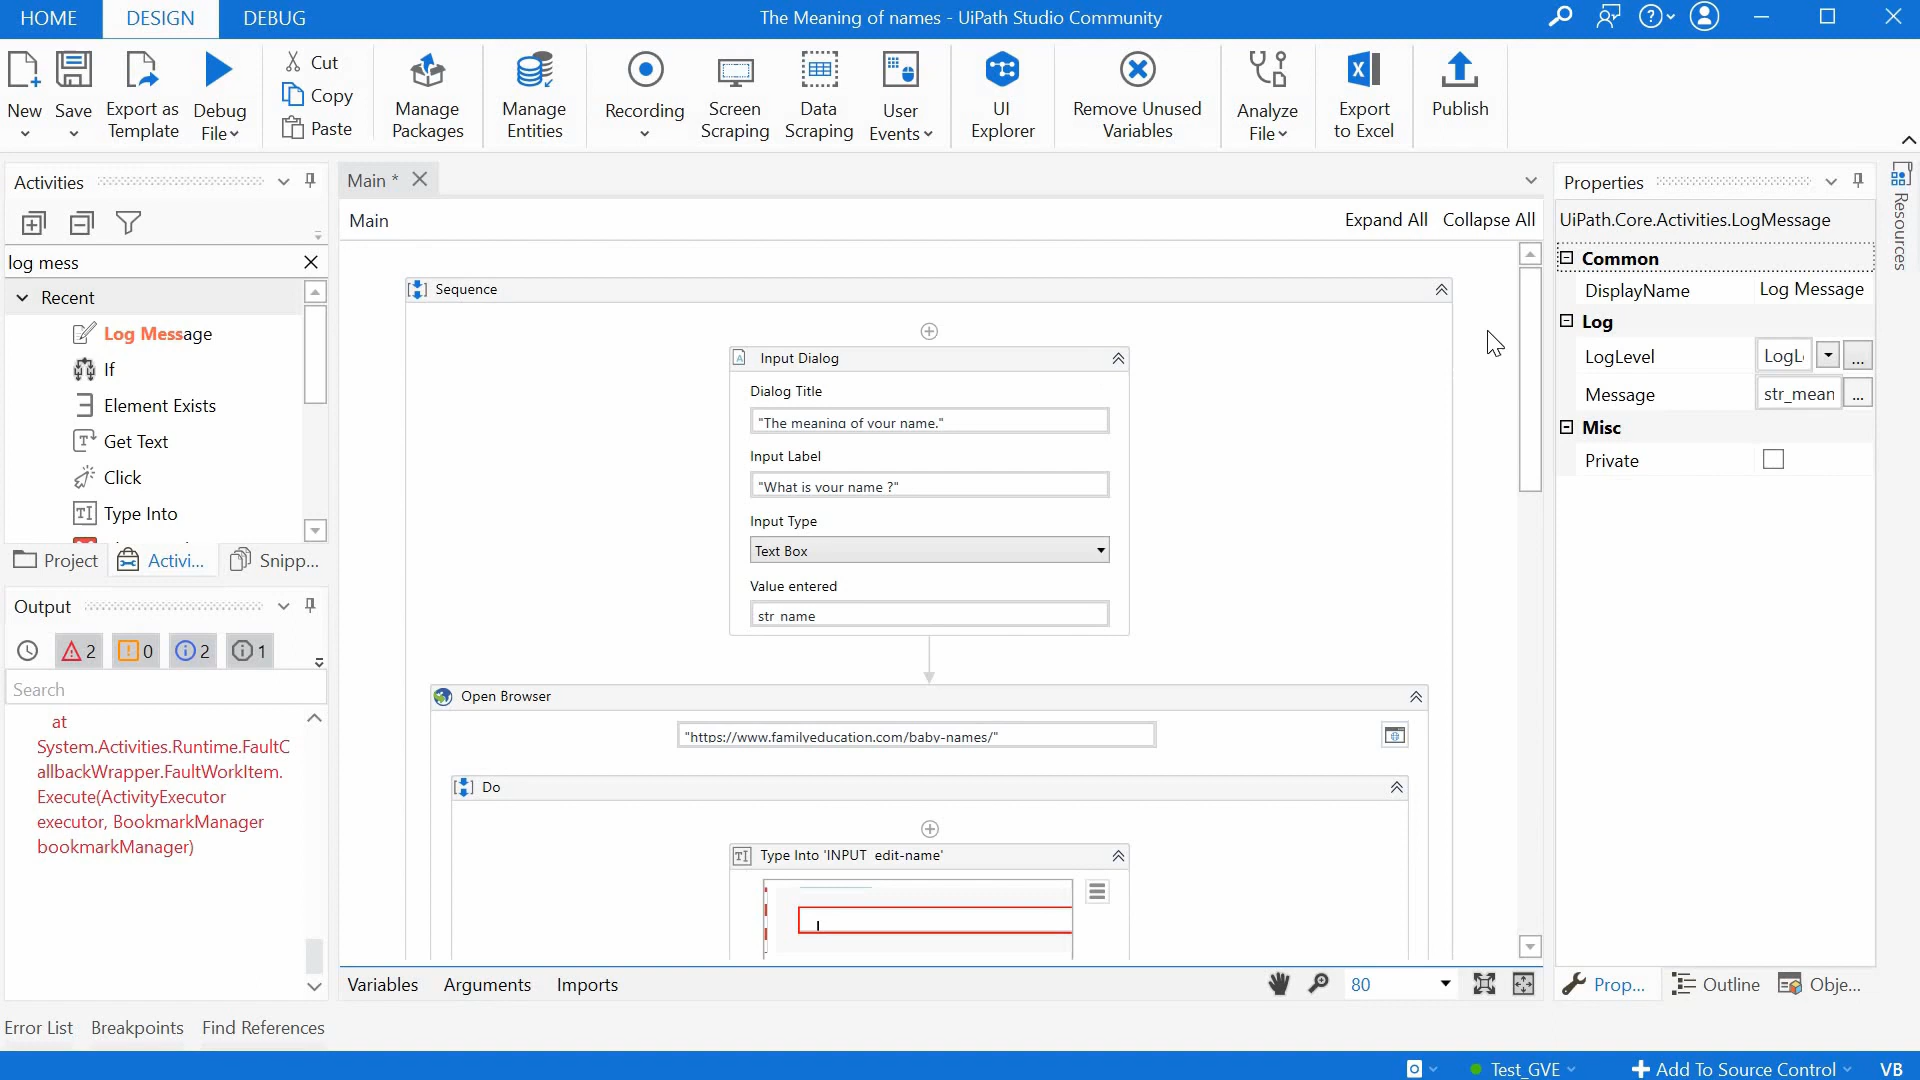 HOME
DESIGN
DEBUG
The Meaning of names - UiPath Studio Community
New
Save
Export as
Template
Debug
File
Cut
Copy
Paste
Manage
Packages
Manage
Entities
Recording
Screen
Scraping
Data
Scraping
User
Events
UI
Explorer
Remove Unused
Variables
Analyze
File
Export
to Excel
Publish
Activities
log mess
Recent
Log Message
If
Element Exists
Get Text
Click
Type Into
Project
Activi...
Snipp...
Output
2
0
2
1
Search
at
System.Activities.Runtime.FaultC
allbackWrapper.FaultWorkItem.
Execute(ActivityExecutor
executor, BookmarkManager
bookmarkManager)
Error List
Breakpoints
Find References
Main *
Main
Expand All
Collapse All
Sequence
Input Dialog
Dialog Title
"The meaning of your name."
Input Label
"What is your name ?"
Input Type
Text Box
Value entered
str_name
Open Browser
"https://www.familyeducation.com/baby-names/"
Do
Type Into 'INPUT edit-name'
Variables
Arguments
Imports
80
Properties
UiPath.Core.Activities.LogMessage
Common
DisplayName
Log Message
Log
LogLevel
LogL
...
Message
str_mean
...
Misc
Private
Prop...
Outline
Obje...
Resources
Test_GVE
Add To Source Control
VB